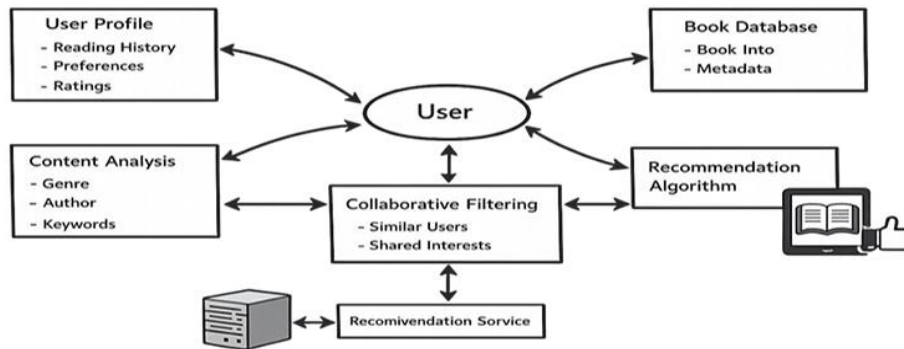 User Profile
- Reading History
- Preferences
- Ratings
Book Database
- Book Into
- Metadata
User
Content Analysis
- Genre
- Author
- Keywords
Collaborative Filtering
- Similar Users
- Shared Interests
Recommendation
Algorithm
Recomivendation Sorvice